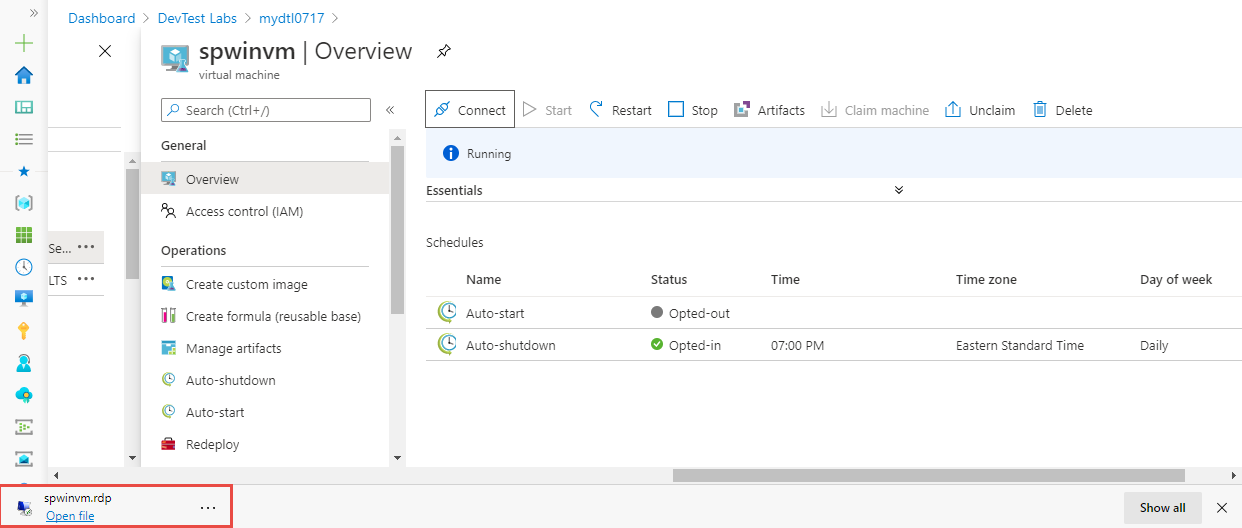 Dashboard > DevTest Labs > mydtl0717 >
»
spwinvm | Overview
virtual machine
Search (Ctrl+/)
«
General
Overview
Access control (IAM)
Operations
Create custom image
Create formula (reusable base)
Manage artifacts
Auto-shutdown
Auto-start
Redeploy
Se... ···
LTS ···
Connect Start Restart Stop Artifacts Claim machine Unclaim Delete
Running
Essentials
Schedules
Name Status Time Time zone Day of week
Auto-start Opted-out
Auto-shutdown Opted-in 07:00 PM Eastern Standard Time Daily
spwinvm.rdp
Open file
···
Show all